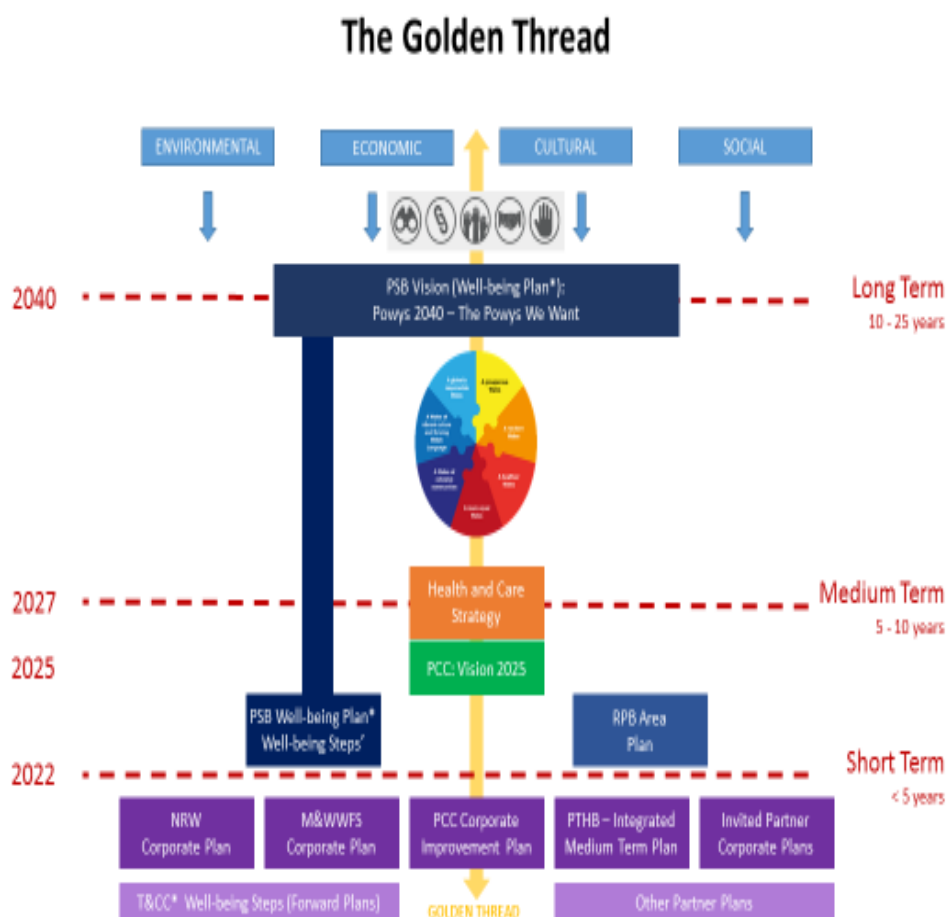 The Golden Thread
ENVIRONMENTAL
ECONOMIC
CULTURAL
SOCIAL
2040
PSB Vision (Well-being Plan*):
Powys 2040 – The Powys We Want
Long Term
10 - 25 years
2027
Health and Care
Strategy
Medium Term
5 - 10 years
2025
PCC: Vision 2025
PSB Well-being Plan*
Well-being Steps'
RPB Area
Plan
2022
Short Term
< 5 years
NRW
Corporate Plan
M&WWFS
Corporate Plan
PCC Corporate
Improvement Plan
PTHB – Integrated
Medium Term Plan
Invited Partner
Corporate Plans
T&CC* Well-being Steps (Forward Plans)
Other Partner Plans
GOLDEN THREAD